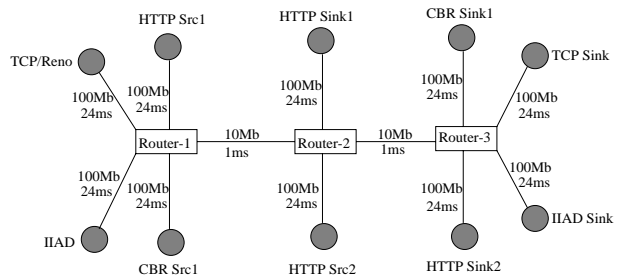 HTTP Src1
HTTP Sink1
CBR Sink1
TCP/Reno
TCP Sink
100Mb
24ms
100Mb
24ms
100Mb
24ms
100Mb
24ms
100Mb
24ms
Router-1
10Mb
1ms
Router-2
10Mb
1ms
Router-3
100Mb
24ms
100Mb
24ms
100Mb
24ms
100Mb
24ms
100Mb
24ms
IIAD
CBR Src1
HTTP Src2
HTTP Sink2
IIAD Sink